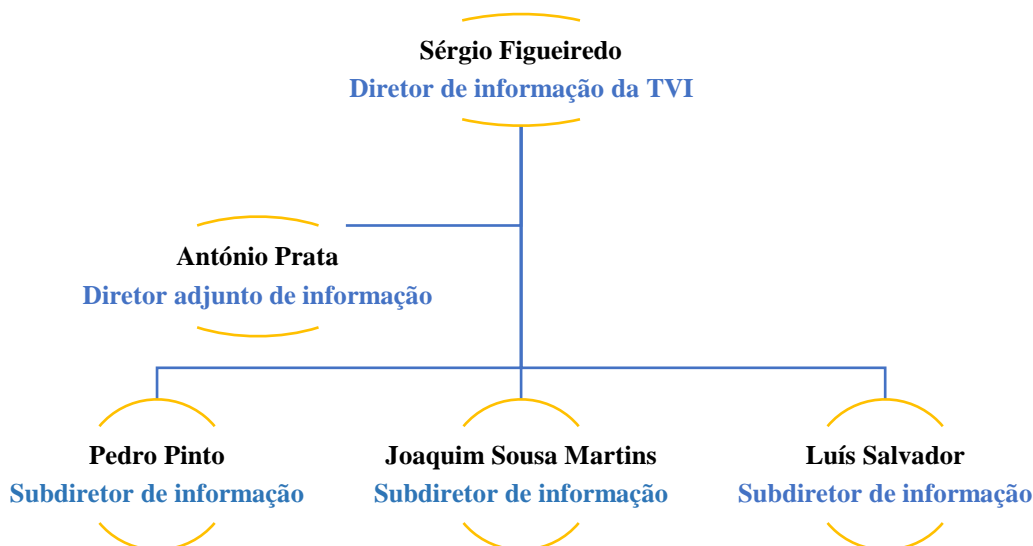 Sérgio Figueiredo
Diretor de informação da TVI
António Prata
Diretor adjunto de informação
Pedro Pinto
Subdiretor de informação
Joaquim Sousa Martins
Subdiretor de informação
Luís Salvador
Subdiretor de informação